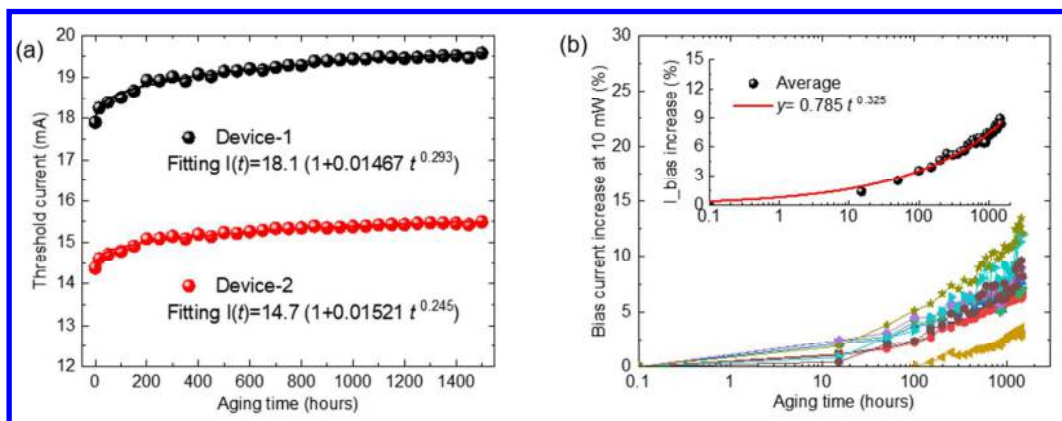 (a)
20
19
18
17
16
15
14
13
12
Threshold current (mA)
Device-1
Fitting I(t)=18.1 (1+0.01467 t^0.293)
Device-2
Fitting I(t)=14.7 (1+0.01521 t^0.245)
0 200 400 600 800 1000 1200 1400
Aging time (hours)
(b)
30
25
20
15
10
5
0
Bias current increase at 10 mW (%)
15
12
9
6
3
0
I_bias increase (%)
Average
y= 0.785 t^0.325
0.1 1 10 100 1000
0.1 1 10 100 1000
Aging time (hours)